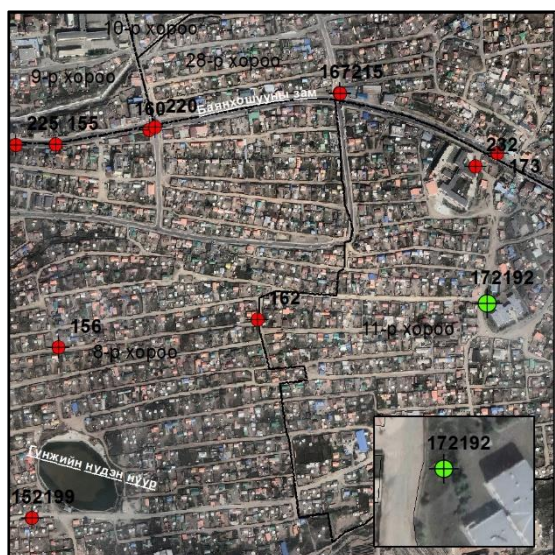 10-р хороо
28-р хороо
9-р хороо
167215
Баянхошууны зам
160220
225 155
232
173
172192
162
11-р хороо
156
8-р хороо
172192
Гүнжийн нүдэн нуур
152199